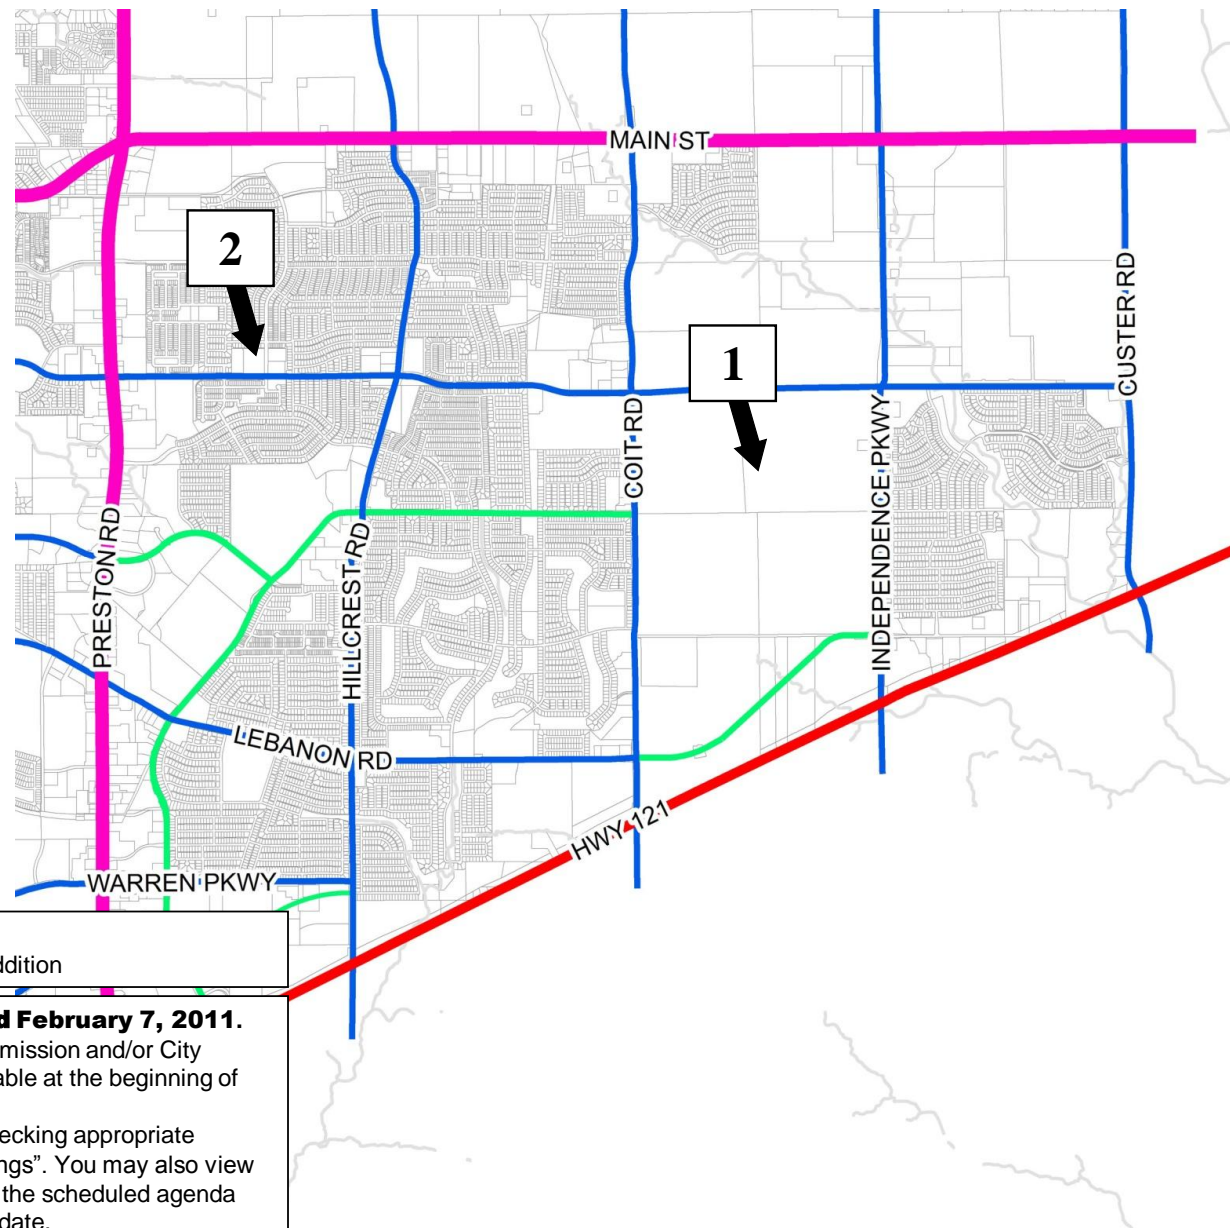 MAIN ST
2
CUSTER RD
1
COIT RD
INDEPENDENCE PKWY
PRESTON RD
HILLCREST RD
LEBANON RD
HWY 121
WARREN PKWY
ddition
d February 7, 2011.
mission and/or City
able at the beginning of
ecking appropriate
ngs”. You may also view
the scheduled agenda
date.